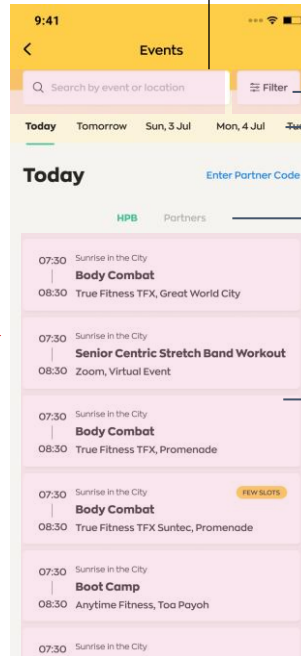 9:41
Events
Search by event or location
Filter
Today Tomorrow Sun, 3 Jul Mon, 4 Jul Tue
Today Enter Partner Code
HPB Partners
07:30 Sunrise in the City
Body Combat
08:30 True Fitness TFX, Great World City
07:30 Sunrise in the City
Senior Centric Stretch Band Workout
08:30 Zoom, Virtual Event
07:30 Sunrise in the City
Body Combat
08:30 True Fitness TFX, Promenade
07:30 Sunrise in the City FEW SLOTS
Body Combat
08:30 True Fitness TFX Suntec, Promenade
07:30 Sunrise in the City
Boot Camp
08:30 Anytime Fitness, Toa Payoh
07:30 Sunrise in the City